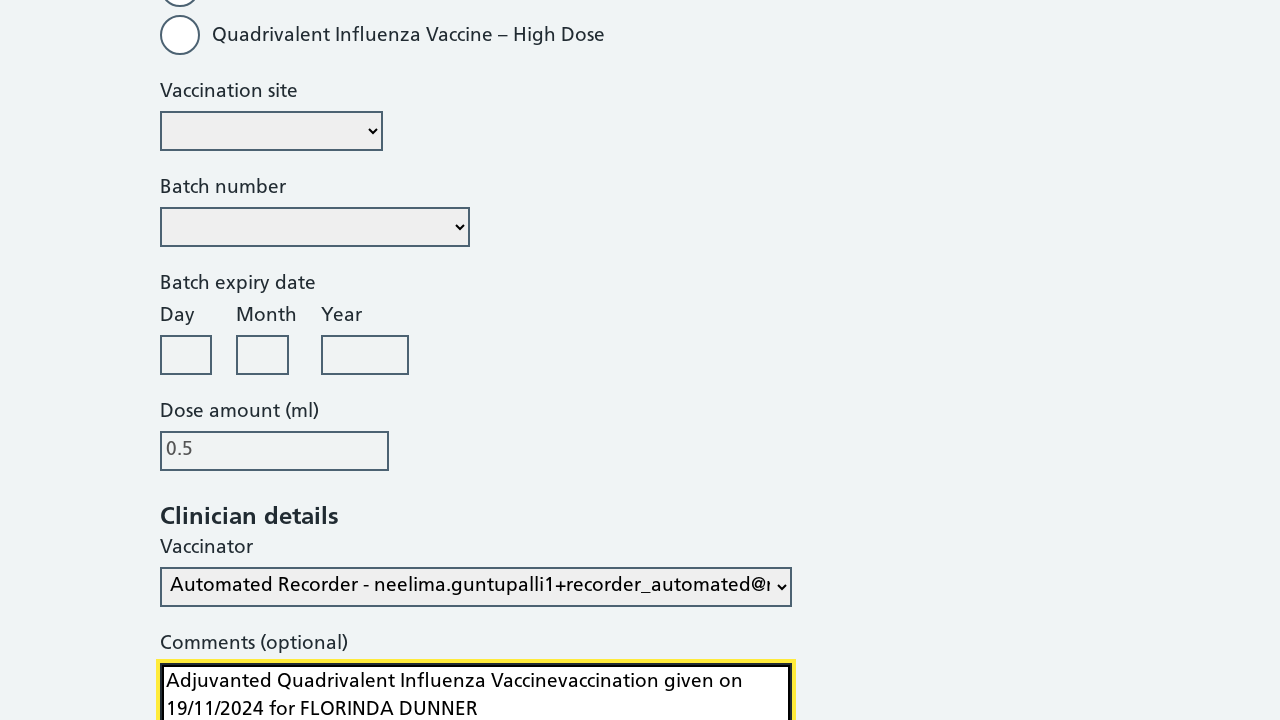 Quadrivalent Influenza Vaccine – High Dose
Vaccination site
Batch number
Batch expiry date
Day Month Year
Dose amount (ml)
0.5
Clinician details
Vaccinator
Automated Recorder - neelima.guntupalli1+recorder_automated@
Comments (optional)
Adjuvanted Quadrivalent Influenza Vaccinevaccination given on
19/11/2024 for FLORINDA DUNNER